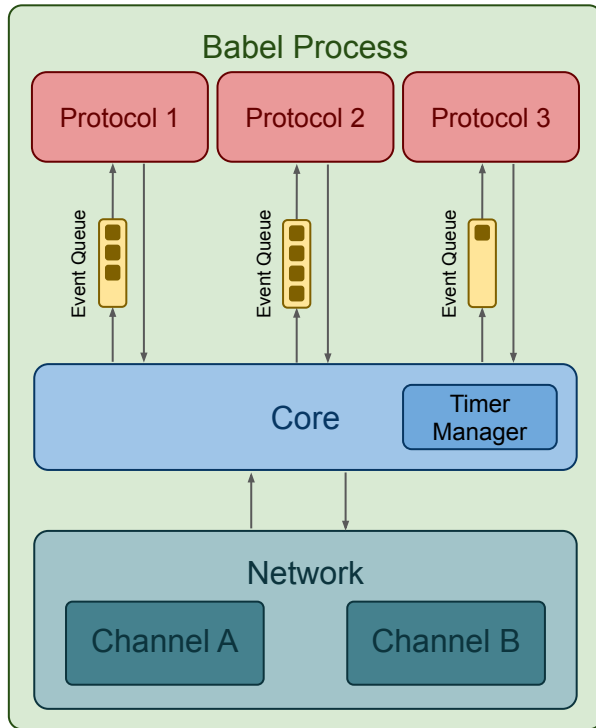 Babel Process
Protocol 1
Protocol 2
Protocol 3
Event Queue
Event Queue
Event Queue
Core
Timer
Manager
Network
Channel A
Channel B